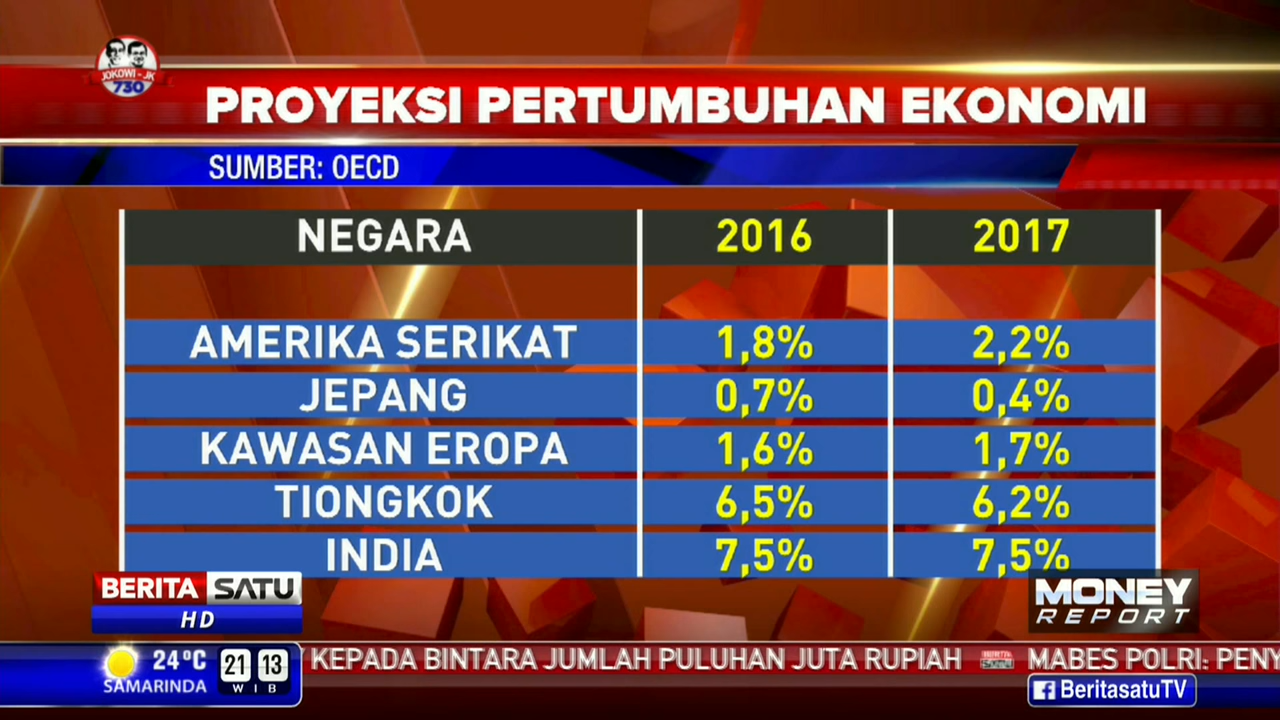 JOKOWI - JK
730
PROYEKSI PERTUMBUHAN EKONOMI
SUMBER: OECD
NEGARA 2016 2017
AMERIKA SERIKAT 1,8% 2,2%
JEPANG 0,7% 0,4%
KAWASAN EROPA 1,6% 1,7%
TIONGKOK 6,5% 6,2%
INDIA 7,5% 7,5%
BERITA SATU
HD
MONEY
REPORT
24°C
SAMARINDA
21 13
WIB
KEPADA BINTARA JUMLAH PULUHAN JUTA RUPIAH MABES POLRI: PENY
BeritasatuTV